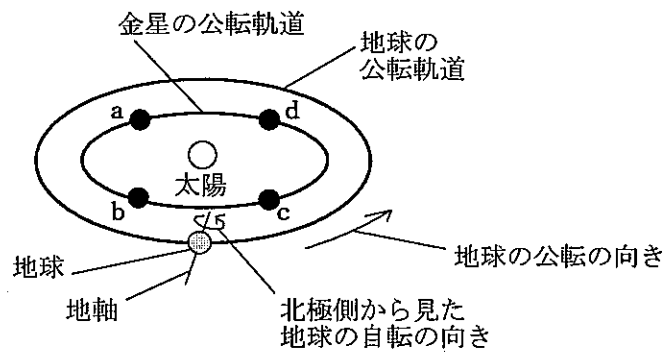 金星の公転軌道
地球の
公転軌道
a
d
太陽
b
c
地球
地軸
地球の公転の向き
北極側から見た
地球の自転の向き